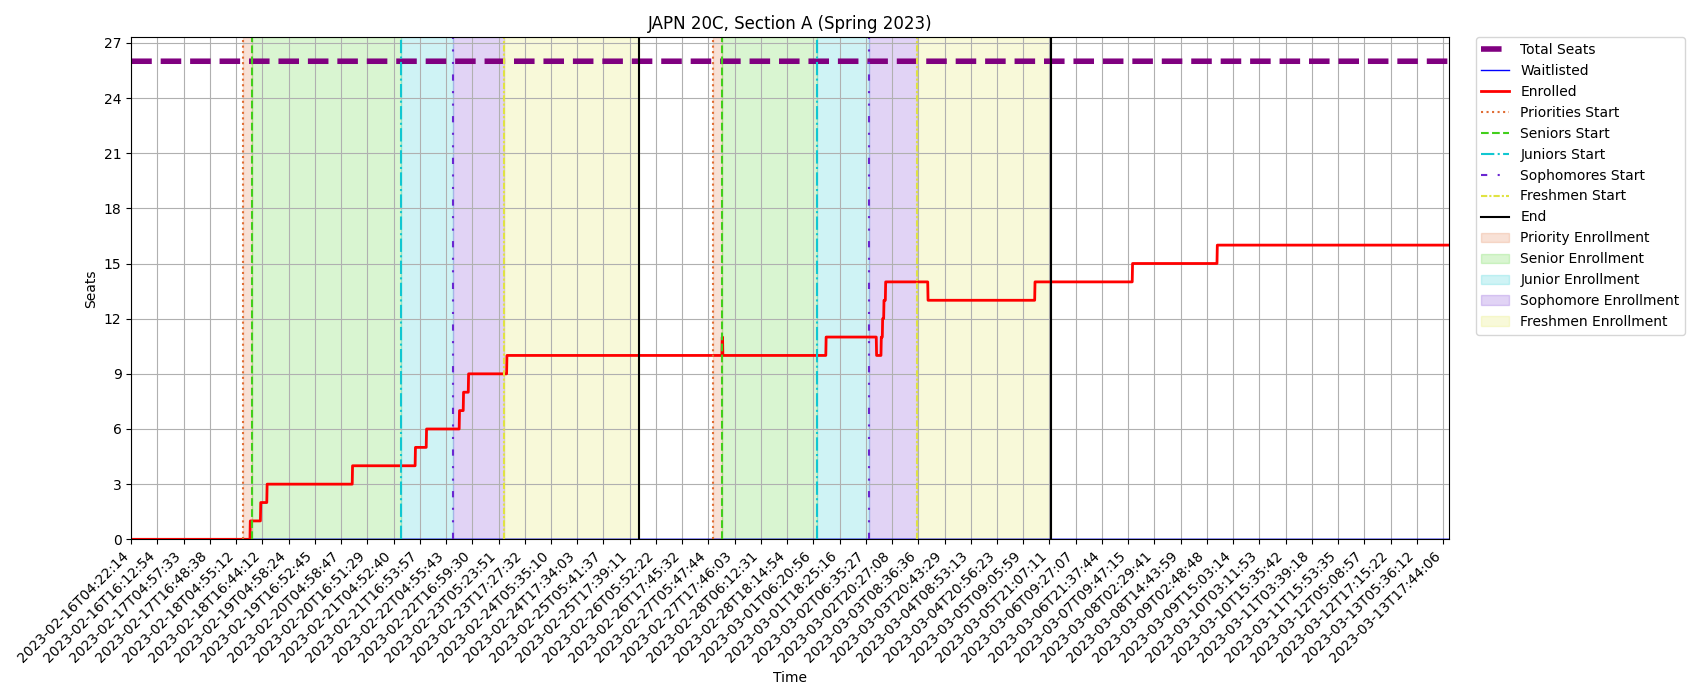 JAPN 20C, Section A (Spring 2023)
Seats
27
24
21
18
15
12
9
6
3
0
2023-02-16T04:22:14
2023-02-16T16:12:54
2023-02-17T04:57:33
2023-02-17T16:48:38
2023-02-18T04:55:12
2023-02-18T16:44:12
2023-02-19T04:58:24
2023-02-19T16:52:45
2023-02-20T04:58:47
2023-02-20T16:51:29
2023-02-21T04:52:40
2023-02-21T16:53:57
2023-02-22T04:55:43
2023-02-22T16:59:30
2023-02-23T05:23:51
2023-02-23T17:27:32
2023-02-24T05:35:10
2023-02-24T17:34:03
2023-02-25T05:41:37
2023-02-25T17:39:11
2023-02-26T05:52:22
2023-02-26T17:45:32
2023-02-27T05:47:44
2023-02-27T17:46:03
2023-02-28T06:12:31
2023-02-28T18:14:54
2023-03-01T06:20:56
2023-03-01T18:25:16
2023-03-02T06:35:27
2023-03-02T20:27:08
2023-03-03T08:36:36
2023-03-03T20:43:29
2023-03-04T08:53:13
2023-03-04T20:56:23
2023-03-05T09:05:59
2023-03-05T21:07:11
2023-03-06T09:27:07
2023-03-06T21:37:44
2023-03-07T09:47:15
2023-03-08T02:29:41
2023-03-08T14:43:59
2023-03-09T02:48:48
2023-03-09T15:03:14
2023-03-10T03:11:53
2023-03-10T15:35:42
2023-03-11T03:39:18
2023-03-11T15:53:35
2023-03-12T05:08:57
2023-03-12T17:15:22
2023-03-13T05:36:12
2023-03-13T17:44:06
Time
Total Seats
Waitlisted
Enrolled
Priorities Start
Seniors Start
Juniors Start
Sophomores Start
Freshmen Start
End
Priority Enrollment
Senior Enrollment
Junior Enrollment
Sophomore Enrollment
Freshmen Enrollment